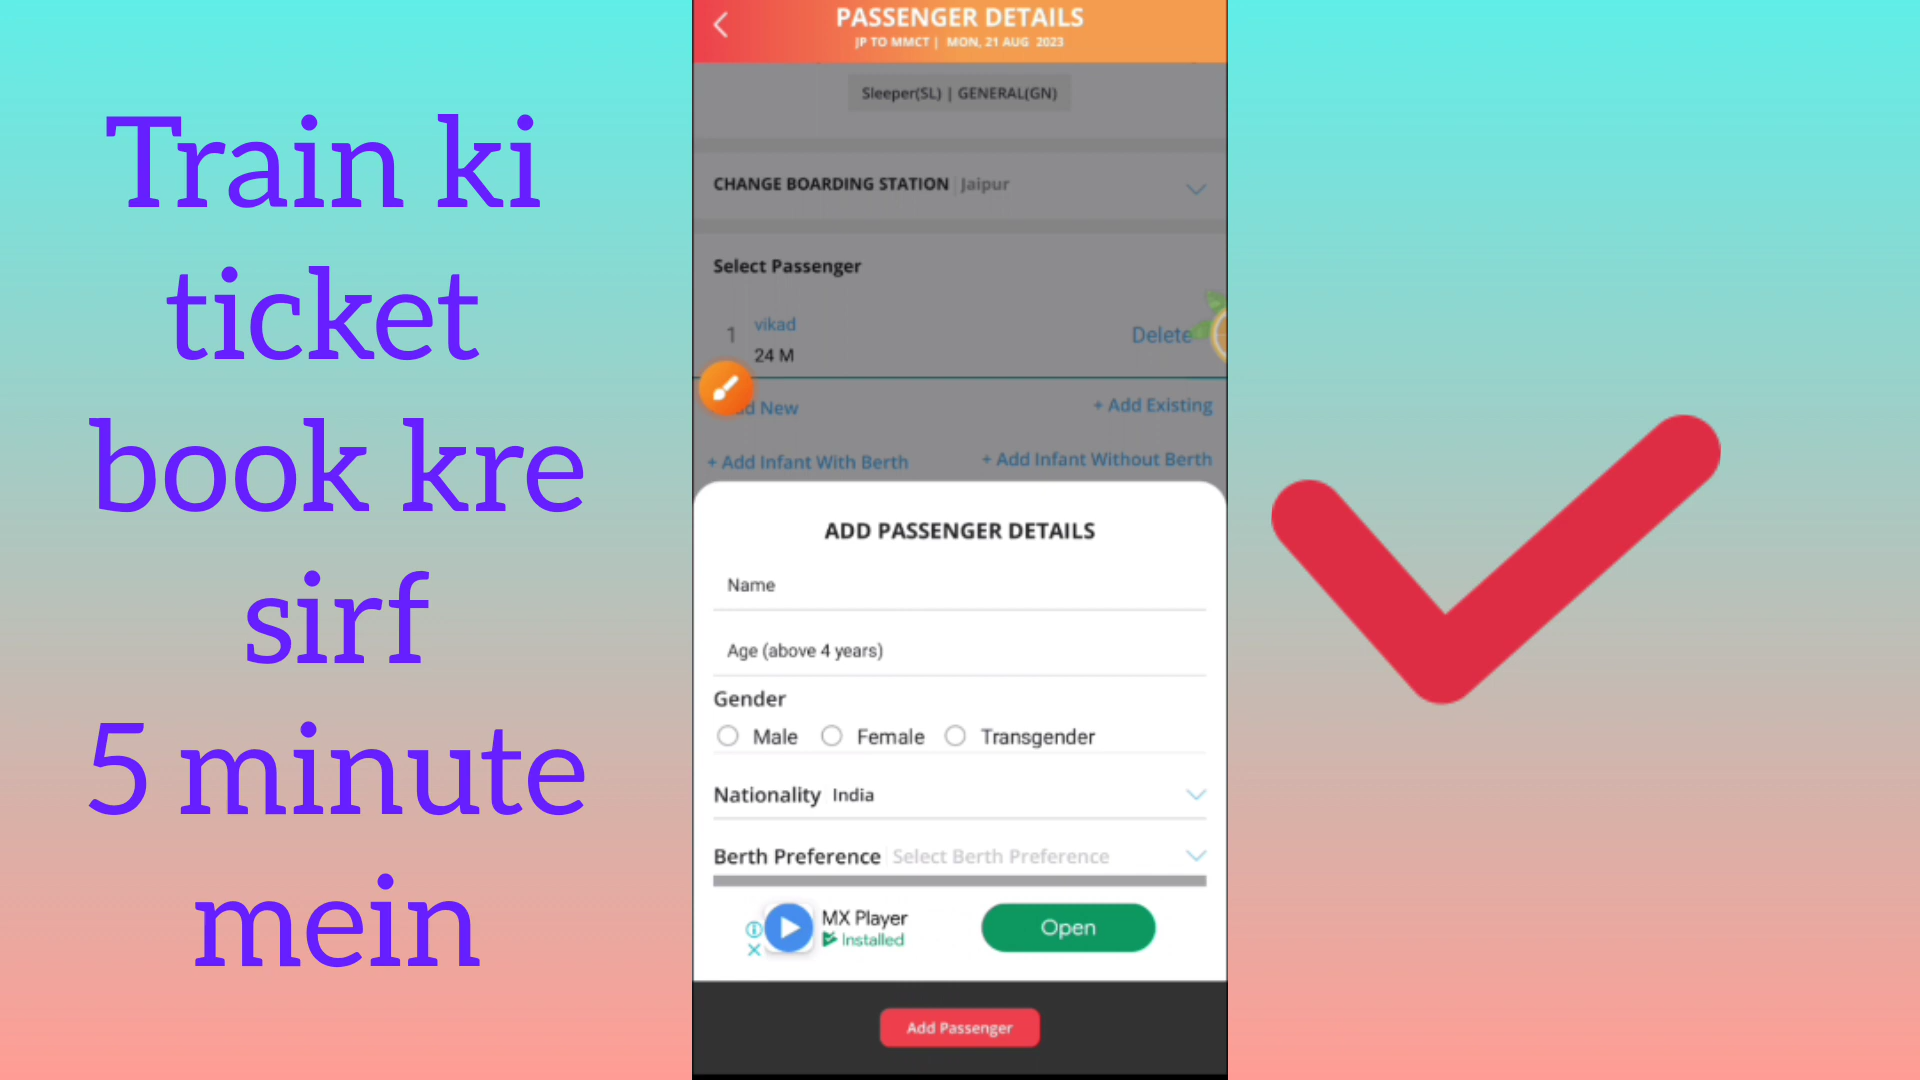 Train ki
ticket
book kre
sirf
5 minute
mein
PASSENGER DETAILS
JP TO MMCT | MON, 21 AUG 2023
Sleeper(SL) | GENERAL(GN)
CHANGE BOARDING STATION Jaipur
Select Passenger
1 vikad Delete
24 M
New + Add Existing
+ Add Infant With Berth + Add Infant Without Berth
ADD PASSENGER DETAILS
Name
Age (above 4 years)
Gender
Male Female Transgender
Nationality India
Berth Preference Select Berth Preference
MX Player
Installed
Open
Add Passenger